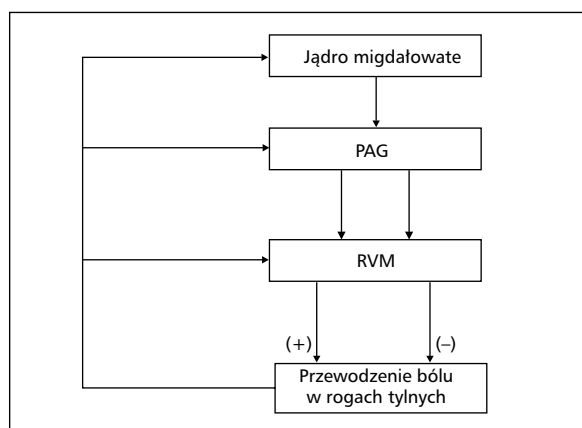 Jądro migdałowate
PAG
RVM
(+) (–)
Przewodzenie bólu
w rogach tylnych